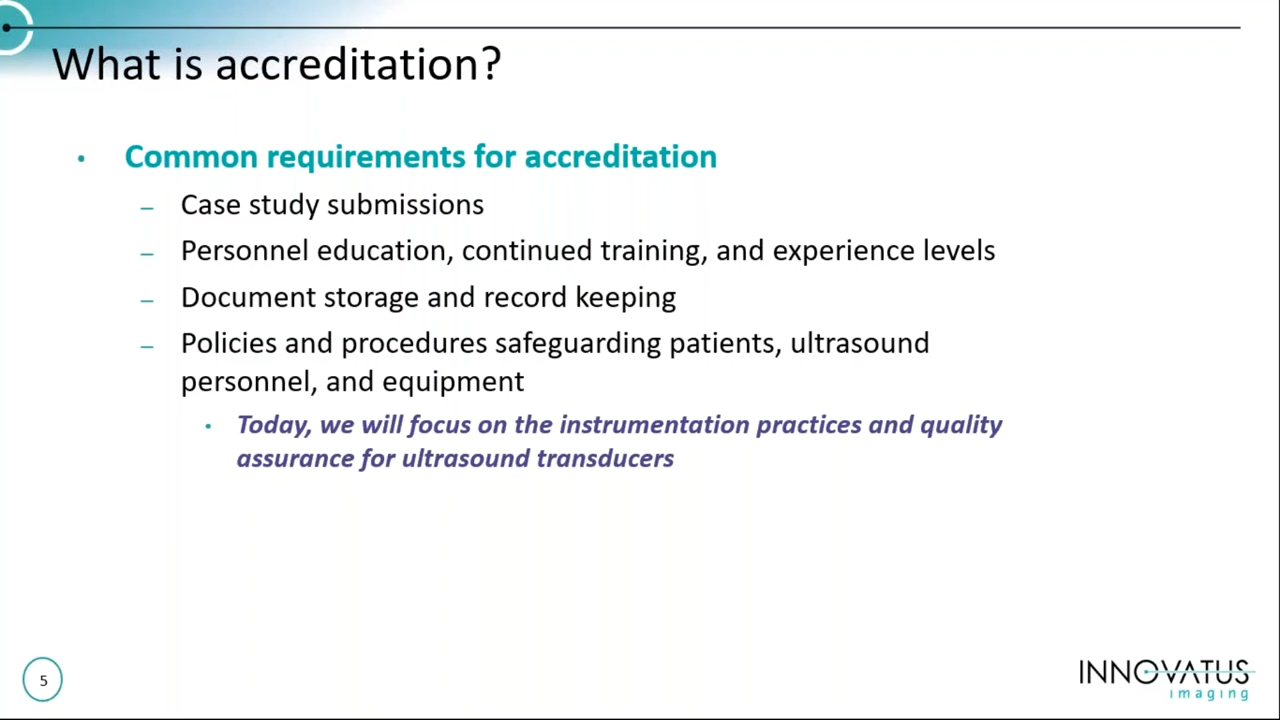 What is accreditation?
• Common requirements for accreditation
– Case study submissions
– Personnel education, continued training, and experience levels
– Document storage and record keeping
– Policies and procedures safeguarding patients, ultrasound
personnel, and equipment
• Today, we will focus on the instrumentation practices and quality
assurance for ultrasound transducers
5
INNOVATUS
imaging